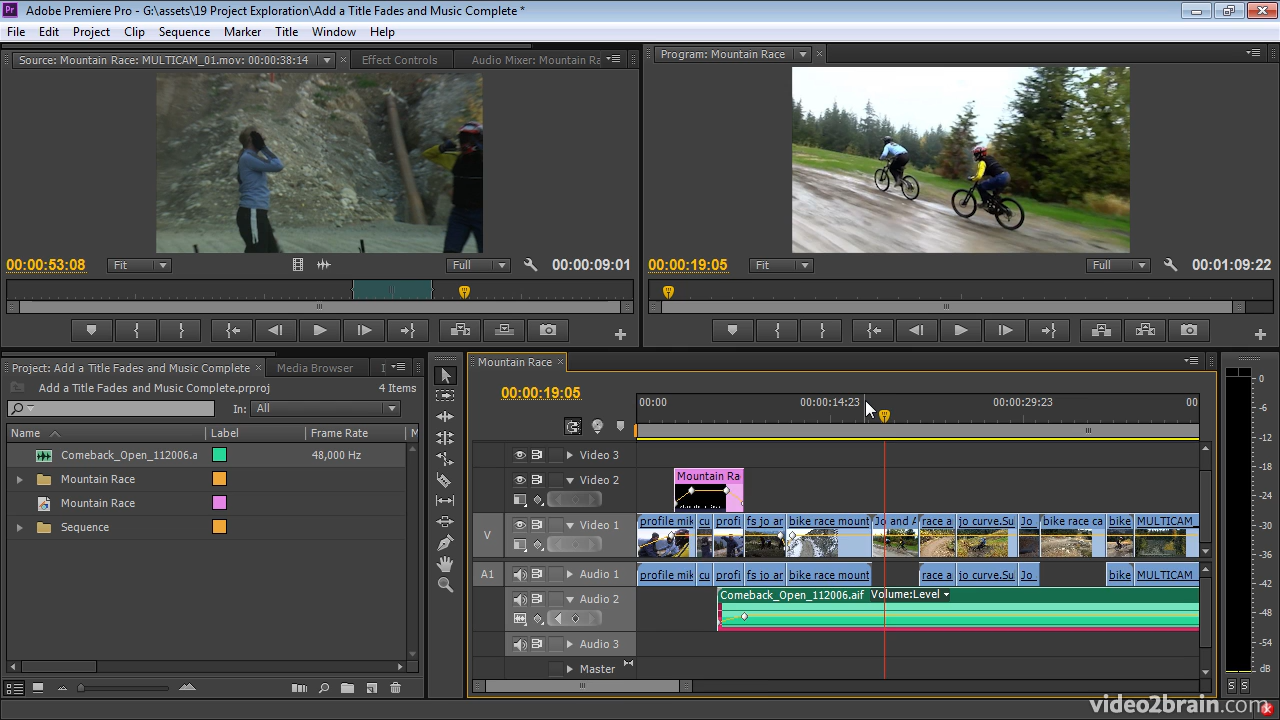 Pr Adobe Premiere Pro - G:\assets\19 Project Exploration\Add a Title Fades and Music Complete *
File Edit Project Clip Sequence Marker Title Window Help
Source: Mountain Race: MULTICAM_01.mov: 00:00:38:14 Effect Controls Audio Mixer: Mountain Ra
Program: Mountain Race
00:00:53:08 Fit Full 00:00:09:01
00:00:19:05 Fit Full 00:01:09:22
Project: Add a Title Fades and Music Complete Media Browser
Add a Title Fades and Music Complete.prproj 4 Items
In: All
Name Label Frame Rate M
Comeback_Open_112006.a 48,000 Hz
Mountain Race
Mountain Race
Sequence
Mountain Race
00:00:19:05
00:00 00:00:14:23 00:00:29:23 00
Video 3
Video 2 Mountain Ra
V Video 1 profile mik cu profi fs jo ar bike race mount Jo and A race a jo curve.Su Jo bike race ca bike MULTICAM_
A1 Audio 1 profile mik cu profi fs jo ar bike race mount race a jo curve.Su Jo bike MULTICAM_
Audio 2 Comeback_Open_112006.aif Volume:Level
Audio 3
Master
0
-6
-12
-18
-24
-30
-36
-42
-48
-54
dB
S S
video2brain.com